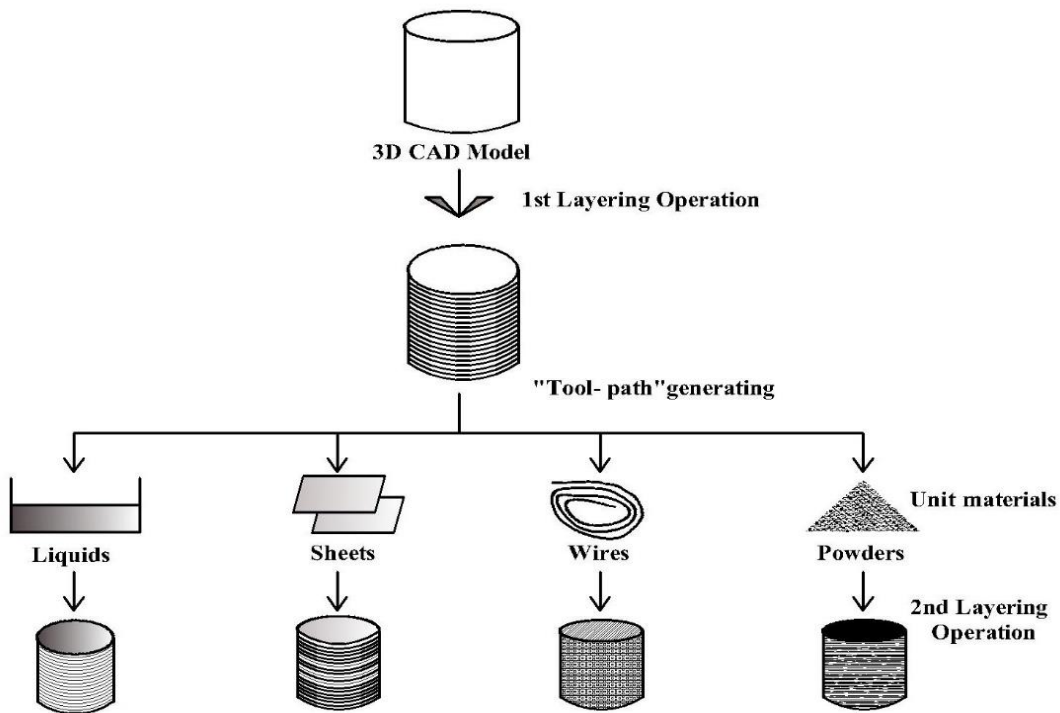 3D CAD Model
1st Layering Operation
"Tool- path"generating
Unit materials
Liquids
Sheets
Wires
Powders
2nd Layering
Operation